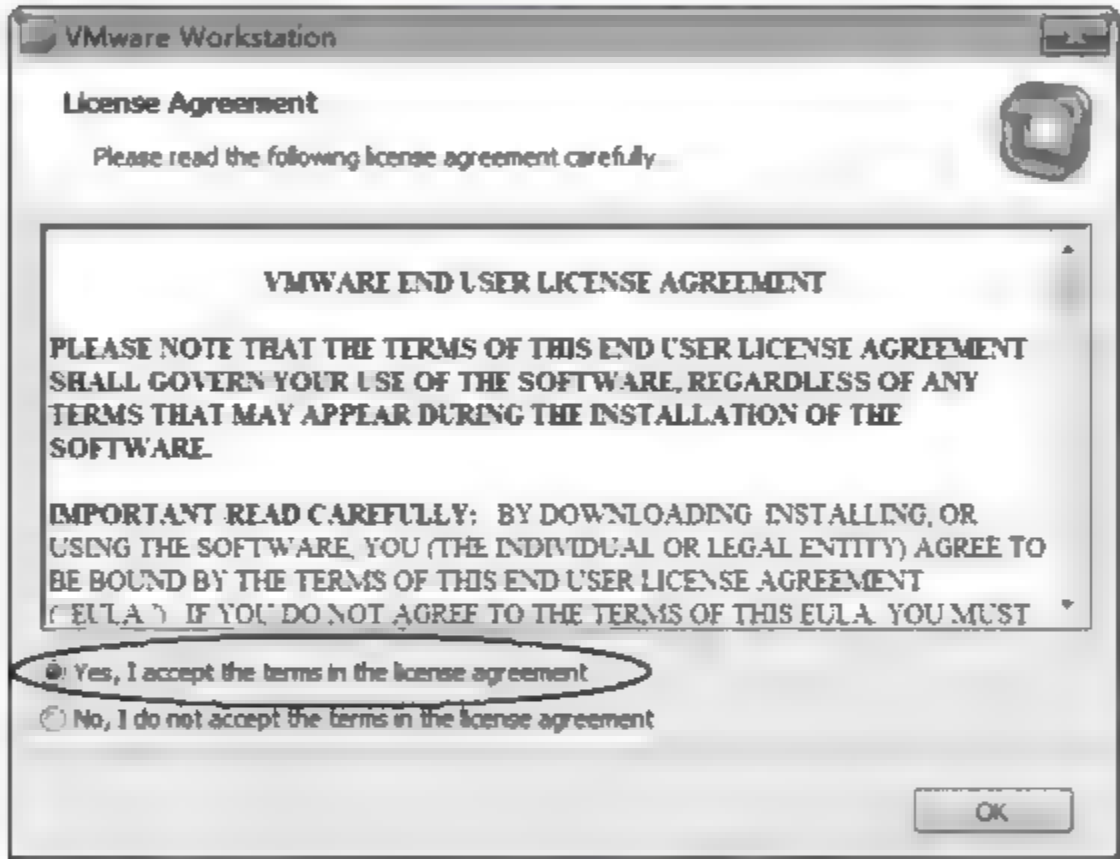 VMware Workstation
License Agreement
Please read the following license agreement carefully.
VMWARE END USER LICENSE AGREEMENT
PLEASE NOTE THAT THE TERMS OF THIS END USER LICENSE AGREEMENT
SHALL GOVERN YOUR USE OF THE SOFTWARE, REGARDLESS OF ANY
TERMS THAT MAY APPEAR DURING THE INSTALLATION OF THE
SOFTWARE.
IMPORTANT READ CAREFULLY: BY DOWNLOADING INSTALLING, OR
USING THE SOFTWARE, YOU (THE INDIVIDUAL OR LEGAL ENTITY) AGREE TO
BE BOUND BY THE TERMS OF THIS END USER LICENSE AGREEMENT
("EULA"). IF YOU DO NOT AGREE TO THE TERMS OF THIS EULA, YOU MUST
Yes, I accept the terms in the license agreement
No, I do not accept the terms in the license agreement
OK